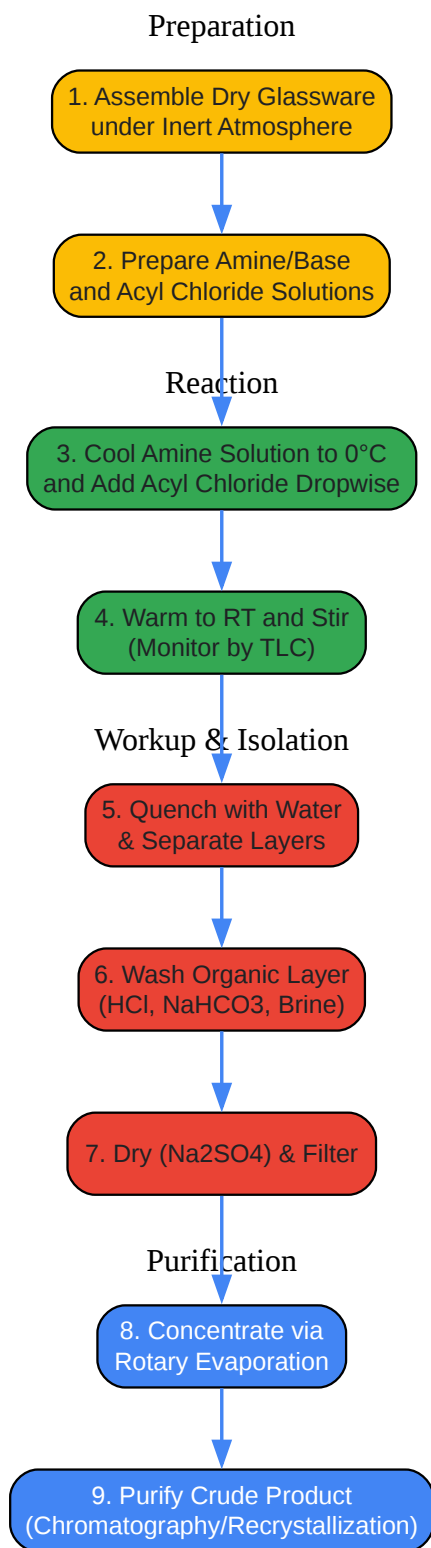 Preparation
1. Assemble Dry Glassware
under Inert Atmosphere
2. Prepare Amine/Base
and Acyl Chloride Solutions
Reaction
3. Cool Amine Solution to 0°C
and Add Acyl Chloride Dropwise
4. Warm to RT and Stir
(Monitor by TLC)
Workup & Isolation
5. Quench with Water
& Separate Layers
6. Wash Organic Layer
(HCl, NaHCO3, Brine)
7. Dry (Na2SO4) & Filter
Purification
8. Concentrate via
Rotary Evaporation
9. Purify Crude Product
(Chromatography/Recrystallization)